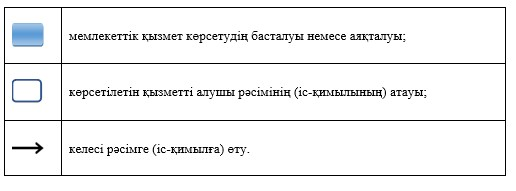 мемлекеттік қызмет көрсетудің басталуы немесе аяқталуы;
көрсетілетін қызметті алушы рәсімінің (іс-қимылының) атауы;
келесі рәсімге (іс-қимылға) өту.